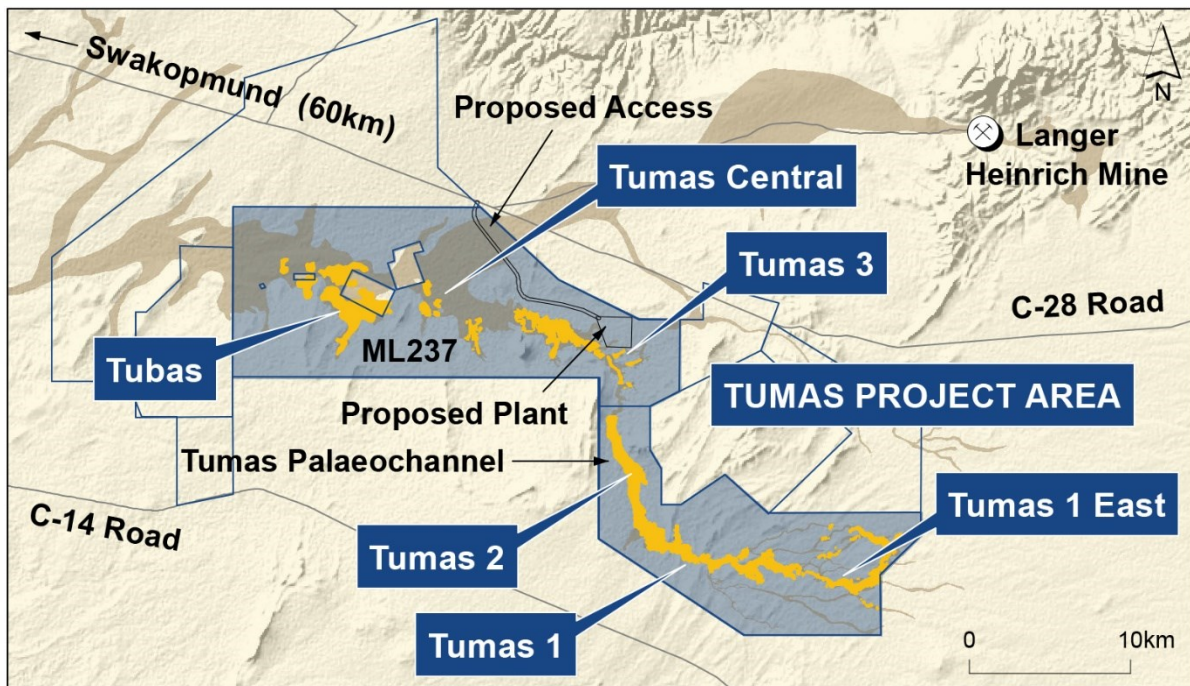 Swakopmund (60km)
Proposed Access
N
Langer
Heinrich Mine
Tumas Central
Tumas 3
C-28 Road
ML237
Tubas
TUMAS PROJECT AREA
Proposed Plant
Tumas Palaeochannel
C-14 Road
Tumas 1 East
Tumas 2
Tumas 1
0
10km